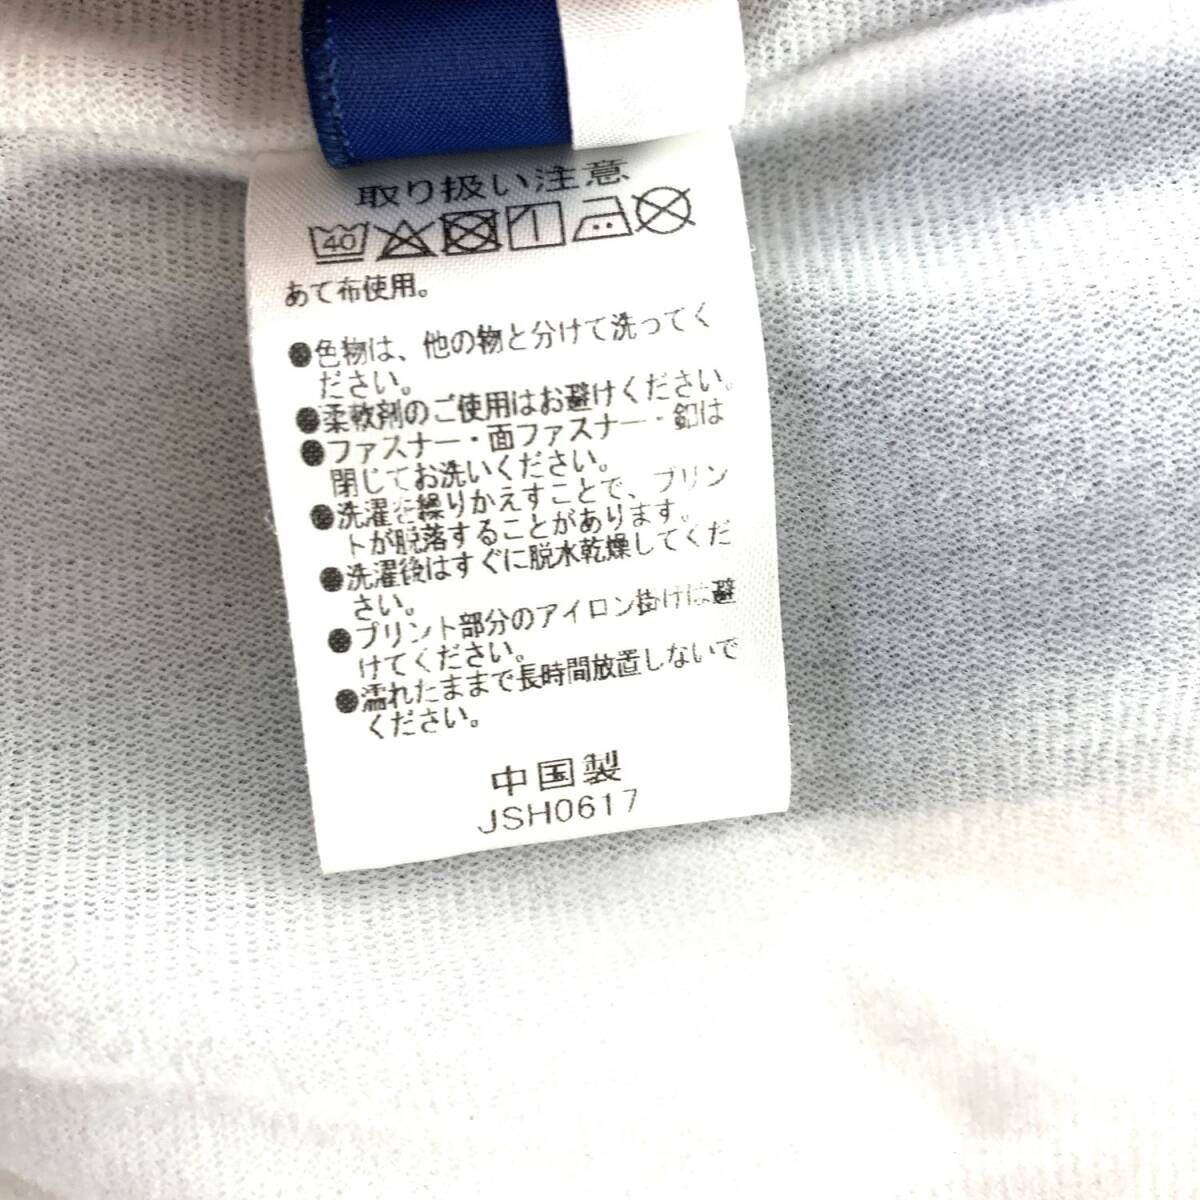 取り扱い注意
40
あて布使用。
●色物は、他の物と分けて洗ってく
ださい。
●柔軟剤のご使用はお避けください。
●ファスナー・面ファスナー・釦は
閉じてお洗いください。
●洗濯を繰りかえすことで、プリン
トが脱落することがあります。
●洗濯後はすぐに脱水乾燥してくだ
さい。
●プリント部分のアイロン掛けは避
けてください。
●濡れたままで長時間放置しないで
ください。
中国製
JSH0617